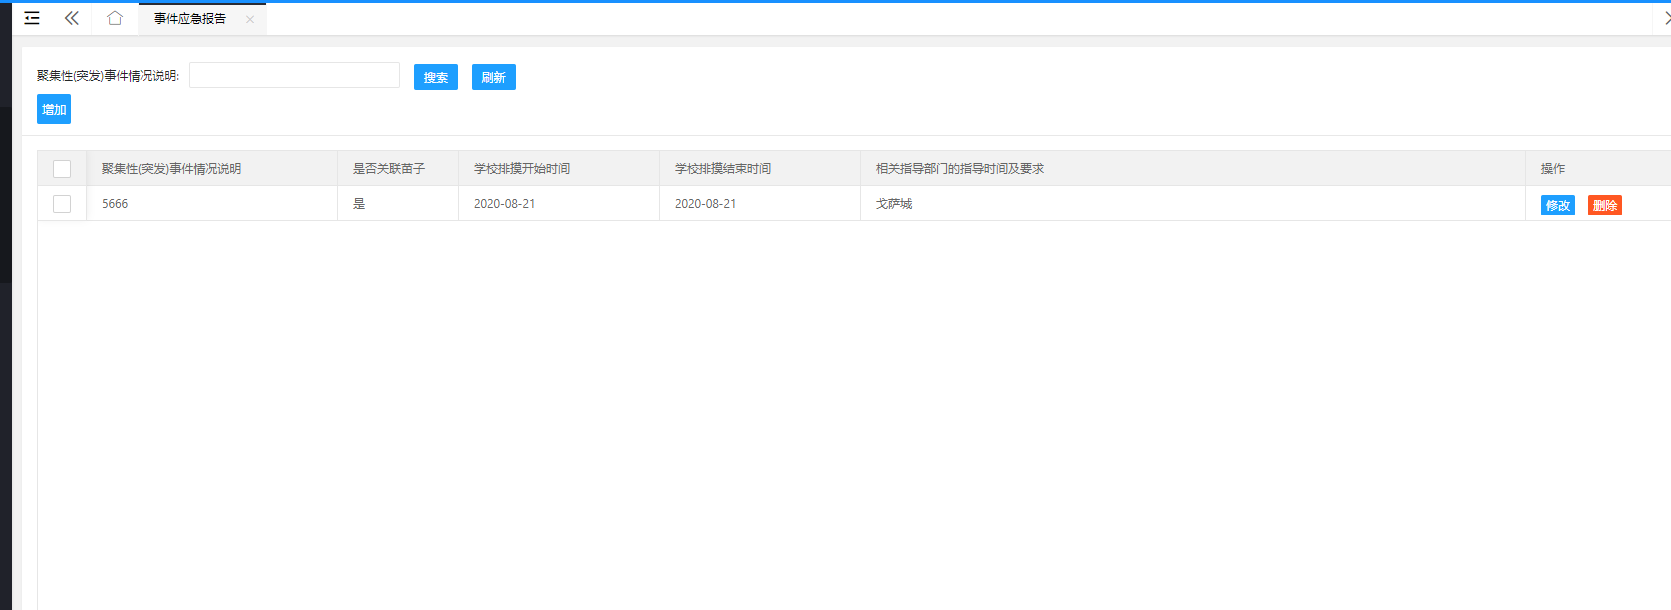 事件应急报告
聚集性(突发)事件情况说明: 搜索 刷新
增加
聚集性(突发)事件情况说明 是否关联苗子 学校排摸开始时间 学校排摸结束时间 相关指导部门的指导时间及要求 操作
5666 是 2020-08-21 2020-08-21 戈萨城 修改 删除